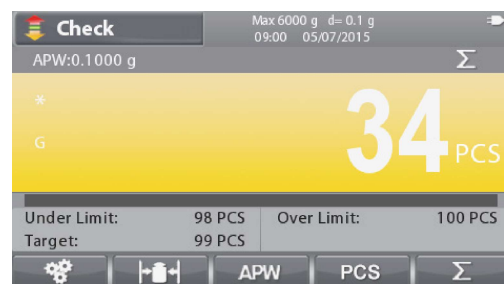 Check
Max 6000 g d= 0.1 g
09:00 05/07/2015
APW:0.1000 g
Σ
*
G
34 PCS
Under Limit: 98 PCS Over Limit: 100 PCS
Target: 99 PCS
APW PCS Σ